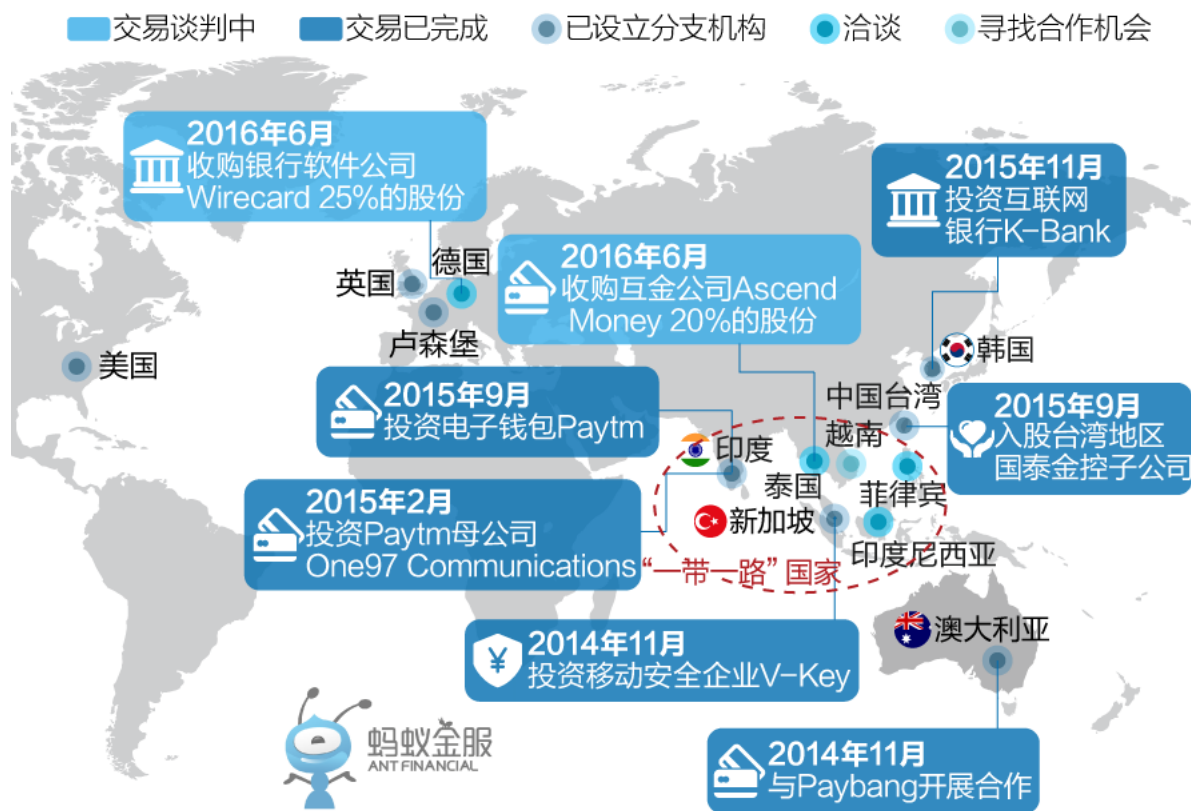 交易谈判中 交易已完成 已设立分支机构 洽谈 寻找合作机会
2016年6月
收购银行软件公司
Wirecard 25%的股份
2015年11月
投资互联网
银行K-Bank
2016年6月
收购互金公司Ascend
Money 20%的股份
英国
德国
卢森堡
美国
韩国
2015年9月
投资电子钱包Paytm
中国台湾
2015年9月
入股台湾地区
国泰金控子公司
越南
印度
泰国
菲律宾
新加坡
印度尼西亚
2015年2月
投资Paytm母公司
One97 Communications
“一带一路”国家
2014年11月
投资移动安全企业V-Key
澳大利亚
2014年11月
与Paybang开展合作
蚂蚁金服
ANT FINANCIAL